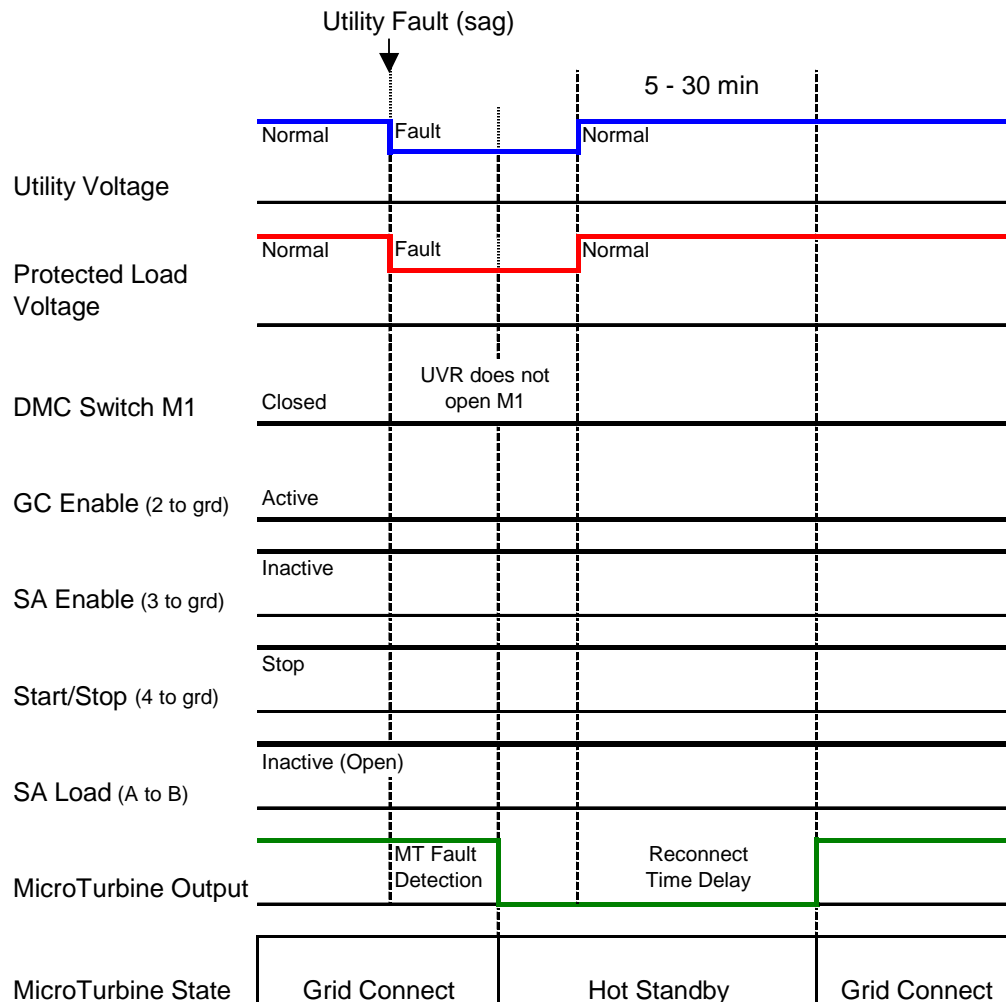 Utility Fault (sag)
5 - 30 min
Normal
Fault
Normal
Utility Voltage
Normal
Fault
Normal
Protected Load
Voltage
UVR does not
open M1
DMC Switch M1
Closed
GC Enable (2 to grd)
Active
Inactive
SA Enable (3 to grd)
Stop
Start/Stop (4 to grd)
Inactive (Open)
SA Load (A to B)
MT Fault
Detection
Reconnect
Time Delay
MicroTurbine Output
MicroTurbine State
Grid Connect
Hot Standby
Grid Connect